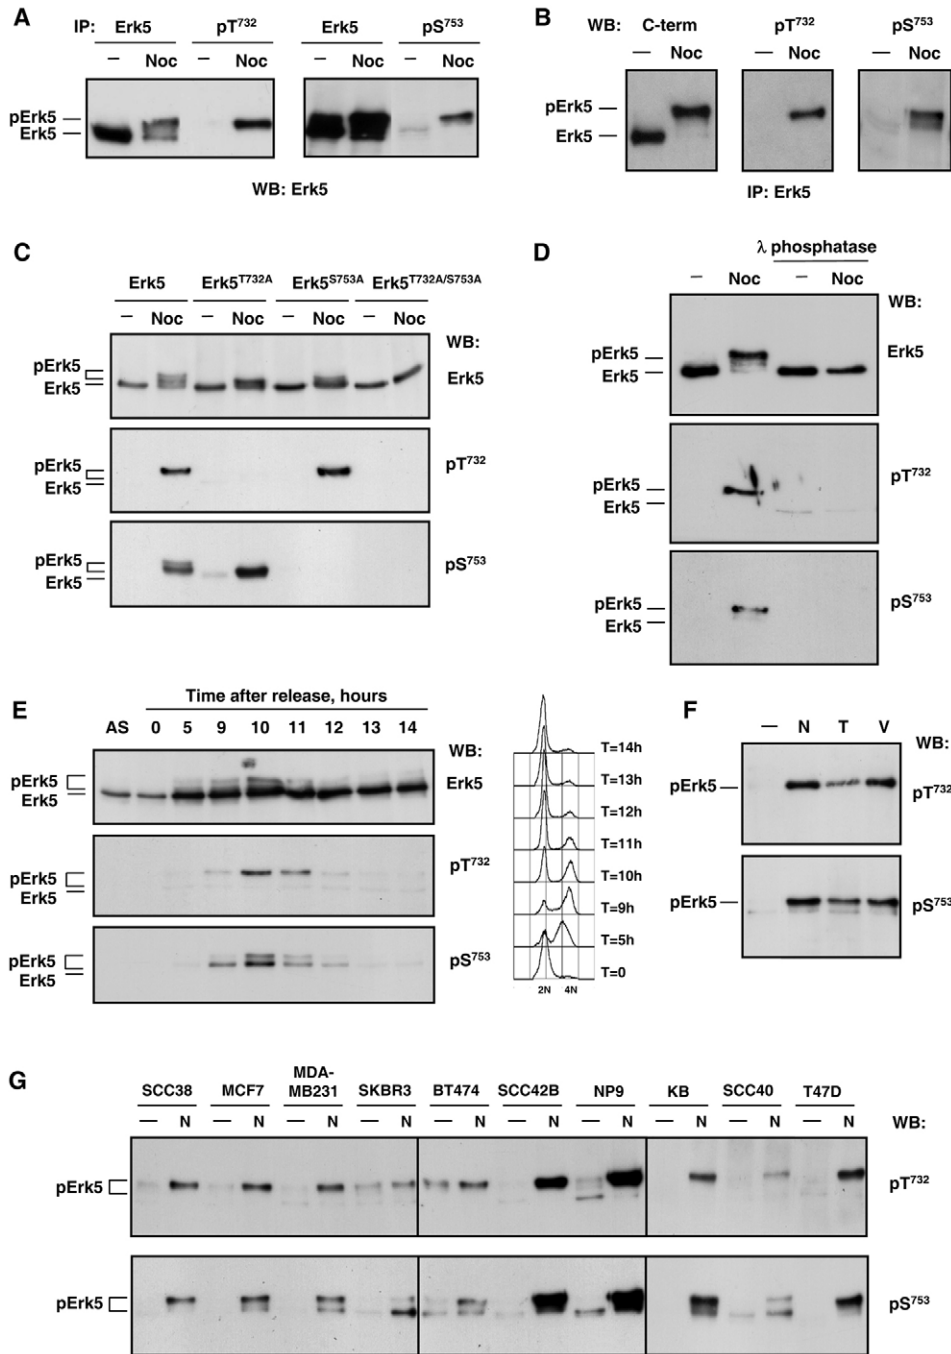 A
IP: Erk5 pT732 Erk5 pS753
– Noc – Noc – Noc – Noc
pErk5
Erk5
WB: Erk5
B
WB: C-term pT732 pS753
– Noc – Noc – Noc
pErk5
Erk5
IP: Erk5
C
Erk5 Erk5T732A Erk5S753A Erk5T732A/S753A
– Noc – Noc – Noc – Noc
WB:
pErk5
Erk5
Erk5
pErk5
Erk5
pT732
pErk5
Erk5
pS753
D
λ phosphatase
– Noc – Noc
WB:
pErk5
Erk5
Erk5
pErk5
Erk5
pT732
pErk5
Erk5
pS753
E
Time after release, hours
AS 0 5 9 10 11 12 13 14
WB:
pErk5
Erk5
Erk5
pErk5
Erk5
pT732
pErk5
Erk5
pS753
T=14h
T=13h
T=12h
T=11h
T=10h
T=9h
T=5h
T=0
2N 4N
F
– N T V
WB:
pErk5
pT732
pErk5
pS753
G
SCC38 MCF7 MDA-MB231 SKBR3 BT474 SCC42B NP9 KB SCC40 T47D
– N – N – N – N – N – N – N – N – N – N
WB:
pErk5
pT732
pErk5
pS753